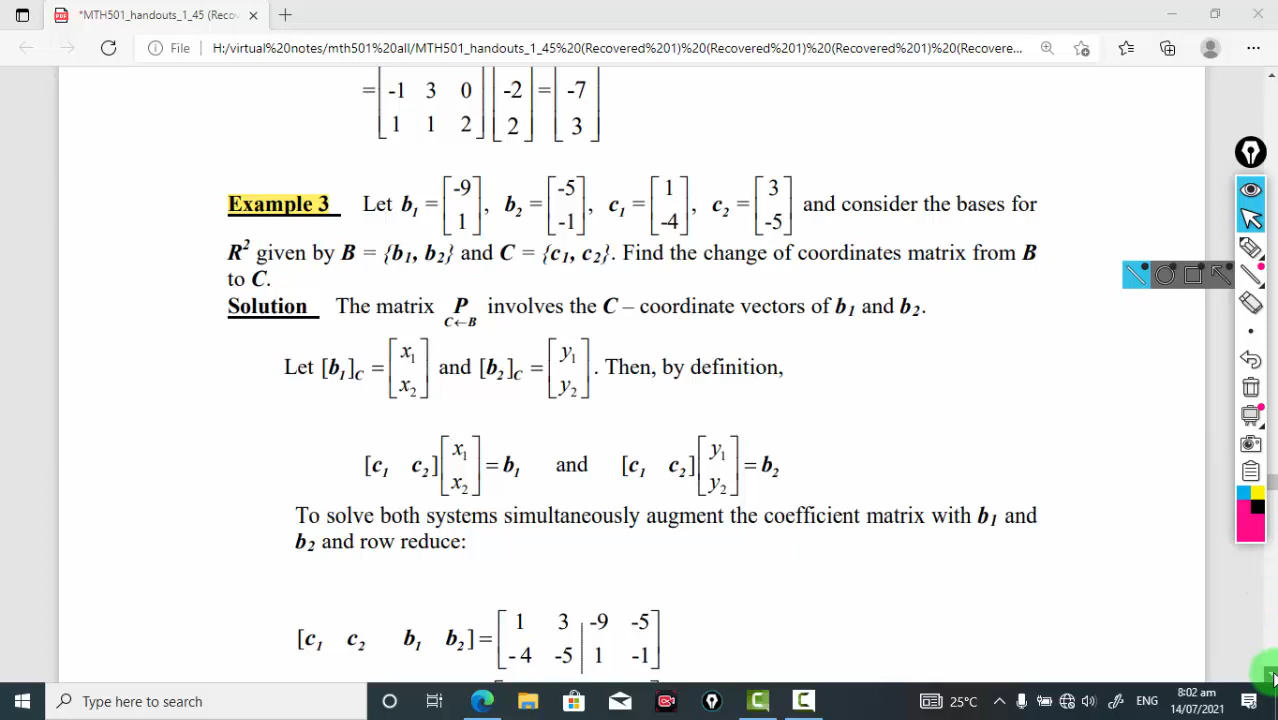 *MTH501_handouts_1_45 (Reco
File
H:/virtual%20notes/mth501%20all/MTH501_handouts_1_45%20(Recovered%201)%20(Recovered%201)%20(Recovered%201)%20(Recovere...
= [-1 3 0; 1 1 2] [-2; 2] = [-7; 3]
Example 3 Let b1 = [-9; 1], b2 = [-5; -1], c1 = [1; -4], c2 = [3; -5] and consider the bases for
R² given by B = {b1, b2} and C = {c1, c2}. Find the change of coordinates matrix from B
to C.
Solution The matrix P C←B involves the C – coordinate vectors of b1 and b2.
Let [b1]C = [x1; x2] and [b2]C = [y1; y2]. Then, by definition,
[c1 c2] [x1; x2] = b1 and [c1 c2] [y1; y2] = b2
To solve both systems simultaneously augment the coefficient matrix with b1 and
b2 and row reduce:
[c1 c2 b1 b2] = [1 3 | -9 -5; -4 -5 | 1 -1]
Type here to search
25°C
ENG
8:02 am
14/07/2021